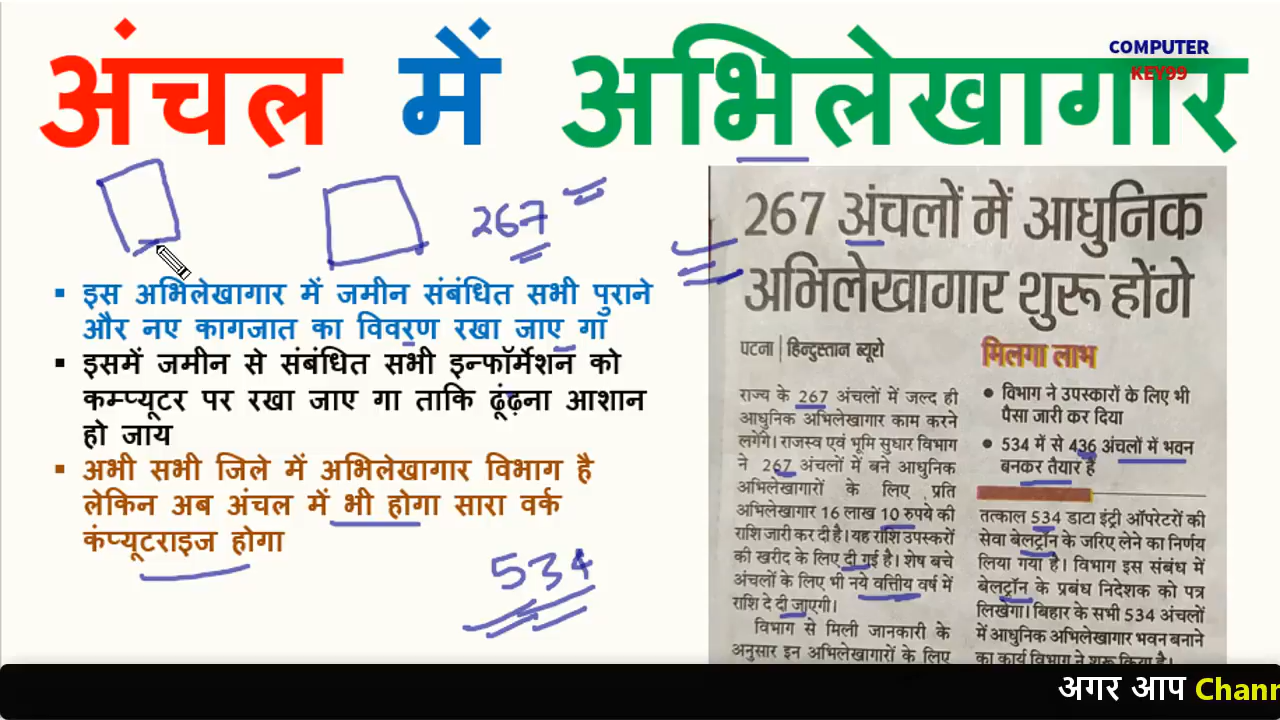 अंचल में अभिलेखागार
COMPUTER
KEY99
267
इस अभिलेखागार में जमीन संबंधित सभी पुराने
और नए कागजात का विवरण रखा जाए गा
इसमें जमीन से संबंधित सभी इन्फॉर्मेशन को
कम्प्यूटर पर रखा जाए गा ताकि ढूंढ़ना आशान
हो जाय
अभी सभी जिले में अभिलेखागार विभाग है
लेकिन अब अंचल में भी होगा सारा वर्क
कंप्यूटराइज होगा
534
267 अंचलों में आधुनिक
अभिलेखागार शुरू होंगे
पटना | हिन्दुस्तान ब्यूरो
राज्य के 267 अंचलों में जल्द ही
आधुनिक अभिलेखागार काम करने
लगेंगे। राजस्व एवं भूमि सुधार विभाग
ने 267 अंचलों में बने आधुनिक
अभिलेखागारों के लिए प्रति
अभिलेखागार 16 लाख 10 रुपये की
राशि जारी कर दी है। यह राशि उपस्करों
की खरीद के लिए दी गई है। शेष बचे
अंचलों के लिए भी नये वत्तिीय वर्ष में
राशि दे दी जाएगी।
विभाग से मिली जानकारी के
अनुसार इन अभिलेखागारों के लिए
मिलगा लाभ
विभाग ने उपस्कारों के लिए भी
पैसा जारी कर दिया
534 में से 436 अंचलों में भवन
बनकर तैयार हैं
तत्काल 534 डाटा इंट्री ऑपरेटरों की
सेवा बेलट्रॉन के जरिए लेने का निर्णय
लिया गया है। विभाग इस संबंध में
बेलट्रॉन के प्रबंध निदेशक को पत्र
लिखेगा। बिहार के सभी 534 अंचलों
में आधुनिक अभिलेखागार भवन बनाने
का कार्य विभाग ने शुरू किया है।
अगर आप Chann